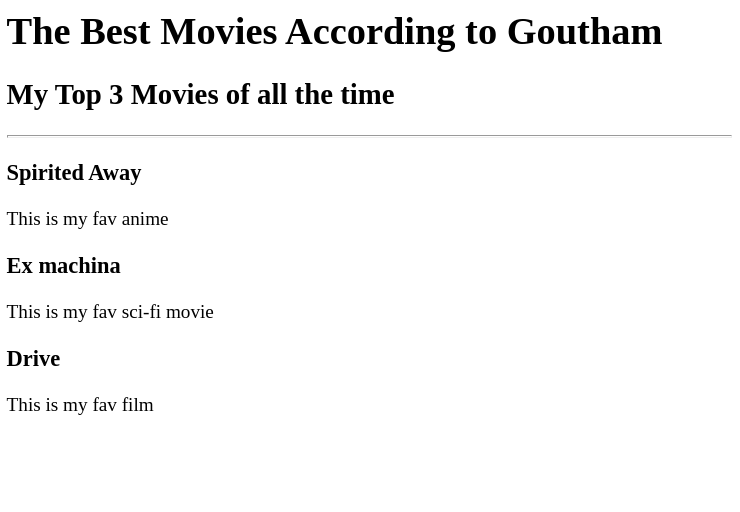 The Best Movies According to Goutham
My Top 3 Movies of all the time
Spirited Away
This is my fav anime
Ex machina
This is my fav sci-fi movie
Drive
This is my fav film